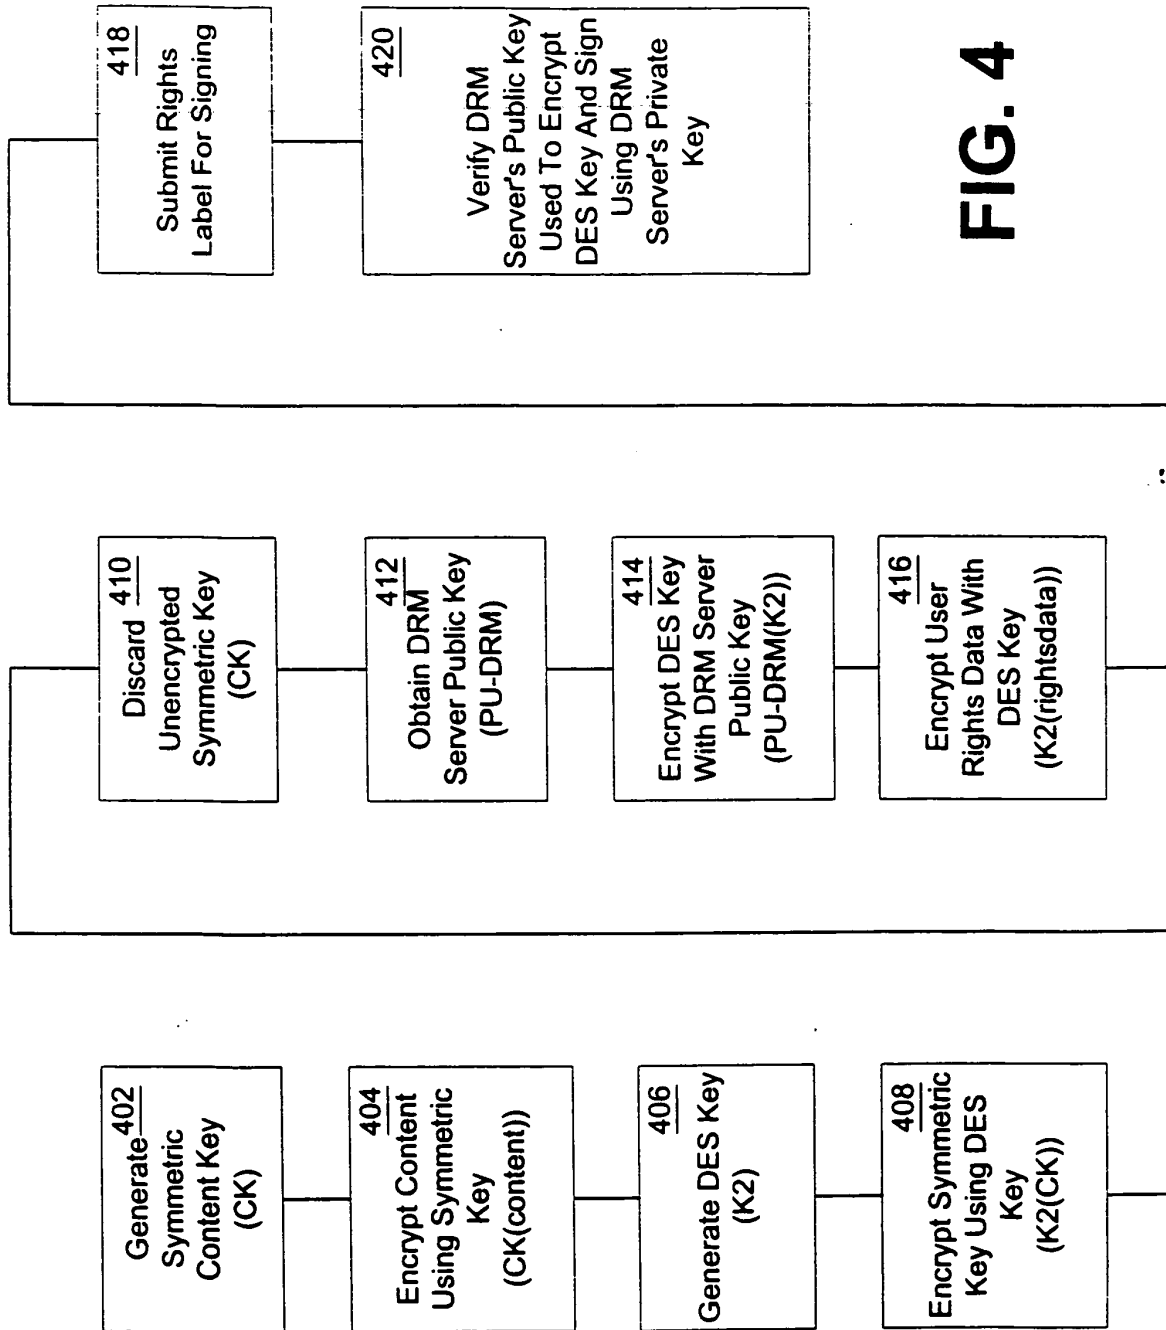 402
Generate
Symmetric
Content Key
(CK)
404
Encrypt Content
Using Symmetric
Key
(CK(content))
406
Generate DES Key
(K2)
408
Encrypt Symmetric
Key Using DES
Key
(K2(CK))
410
Discard
Unencrypted
Symmetric Key
(CK)
412
Obtain DRM
Server Public Key
(PU-DRM)
414
Encrypt DES Key
With DRM Server
Public Key
(PU-DRM(K2))
416
Encrypt User
Rights Data With
DES Key
(K2(rightsdata))
418
Submit Rights
Label For Signing
420
Verify DRM
Server's Public Key
Used To Encrypt
DES Key And Sign
Using DRM
Server's Private
Key
FIG. 4